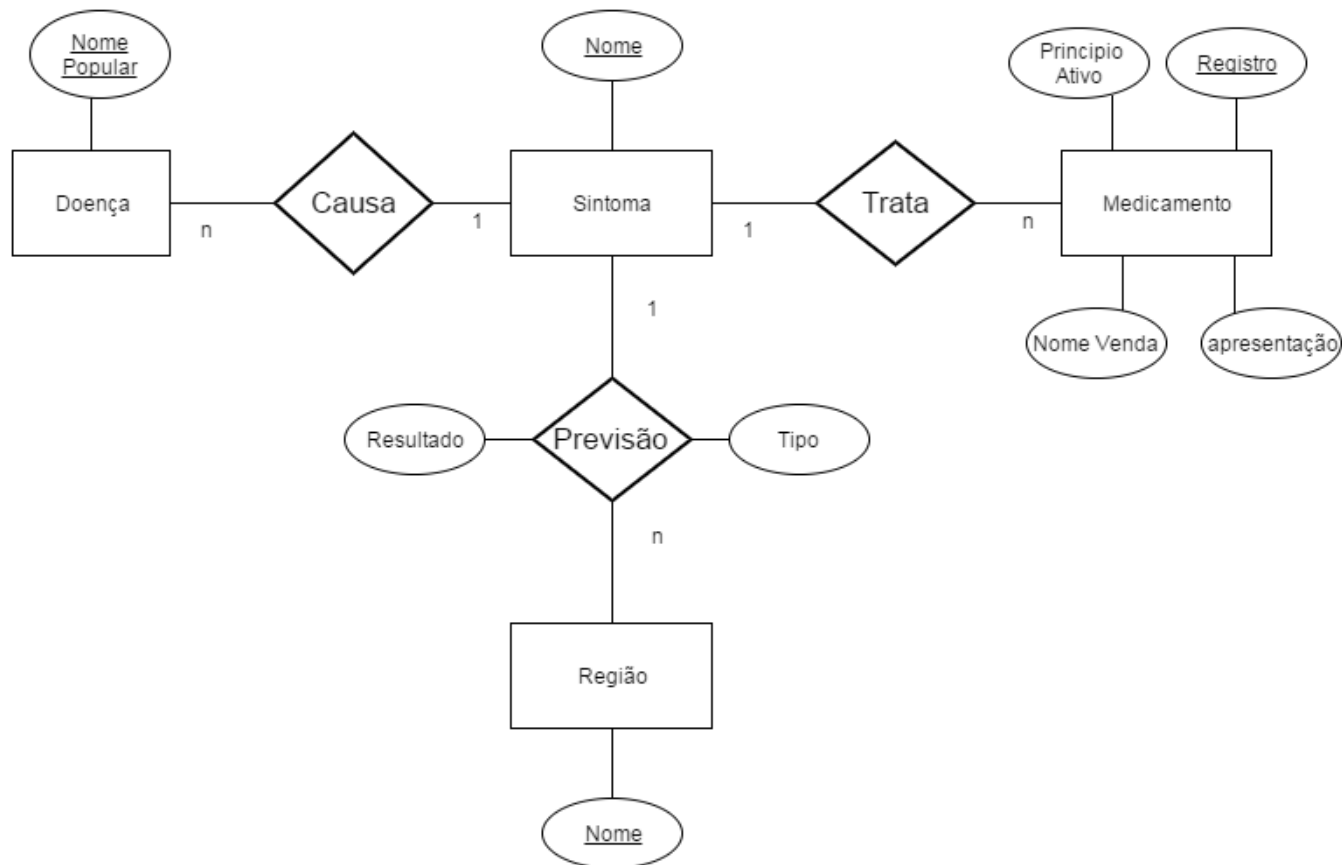 Nome
Popular
Nome
Principio
Ativo
Registro
Doença
Causa
Sintoma
Trata
Medicamento
n
1
1
n
1
Nome Venda
apresentação
Resultado
Previsão
Tipo
n
Região
Nome